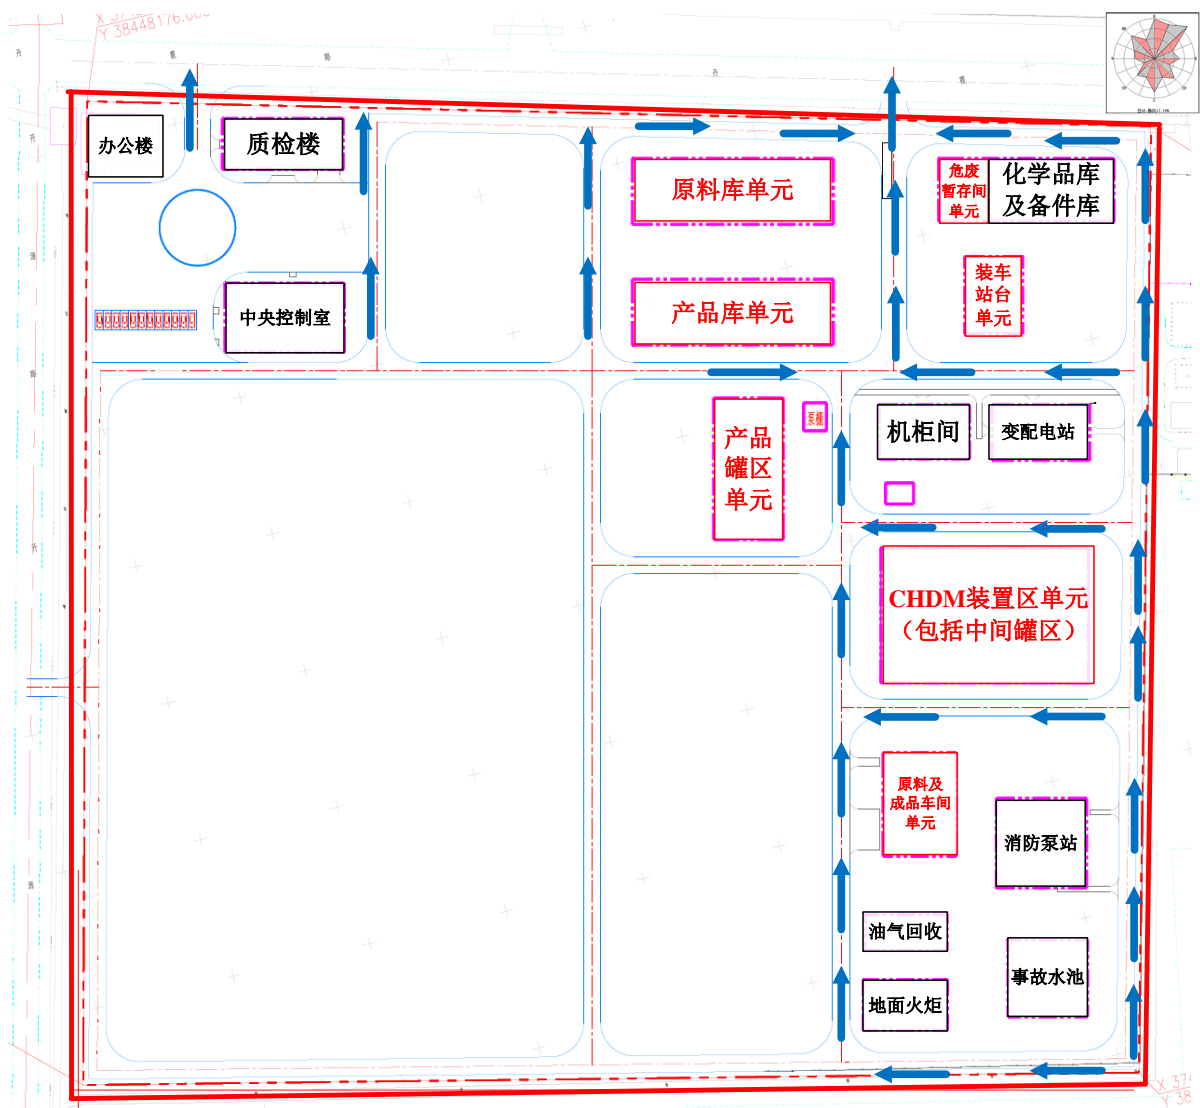 Y 38448176.003
办公楼
质检楼
原料库单元
危废
暂存间
单元
化学品库
及备件库
装车
站台
单元
产品库单元
中央控制室
产品
罐区
单元
泵棚
机柜间
变配电站
CHDM装置区单元
（包括中间罐区）
原料及
成品车间
单元
消防泵站
油气回收
事故水池
地面火炬
X 37
Y 38